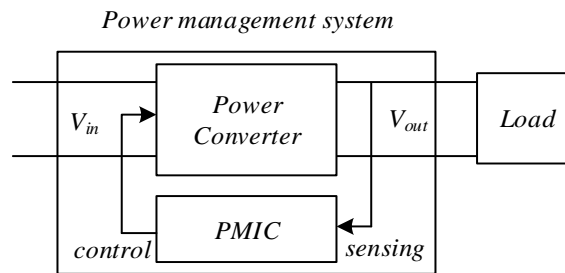 Power management system
Power
Converter
V_in
V_out
Load
PMIC
control
sensing